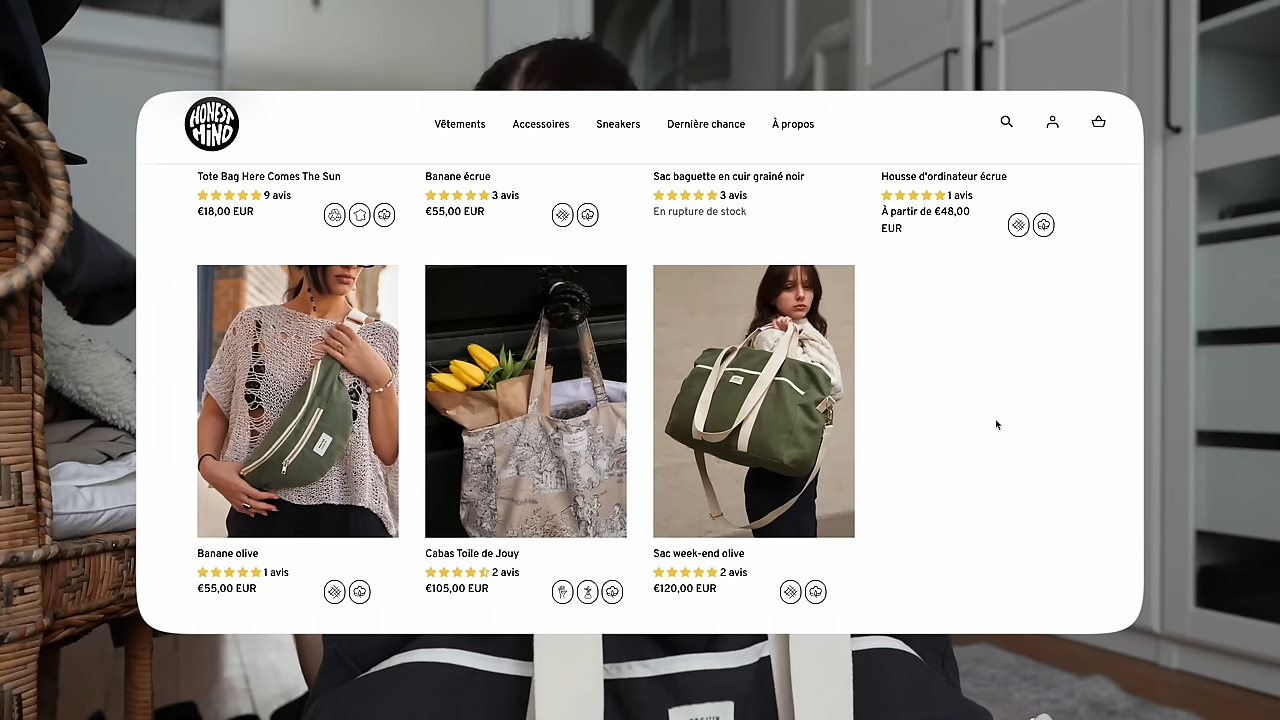 HONEST
MIND
Vêtements
Accessoires
Sneakers
Dernière chance
À propos
Tote Bag Here Comes The Sun
9 avis
€18,00 EUR
Banane écrue
3 avis
€55,00 EUR
Sac baguette en cuir grainé noir
3 avis
En rupture de stock
Housse d'ordinateur écrue
1 avis
À partir de €48,00
EUR
Banane olive
1 avis
€55,00 EUR
Cabas Toile de Jouy
2 avis
€105,00 EUR
Sac week-end olive
2 avis
€120,00 EUR